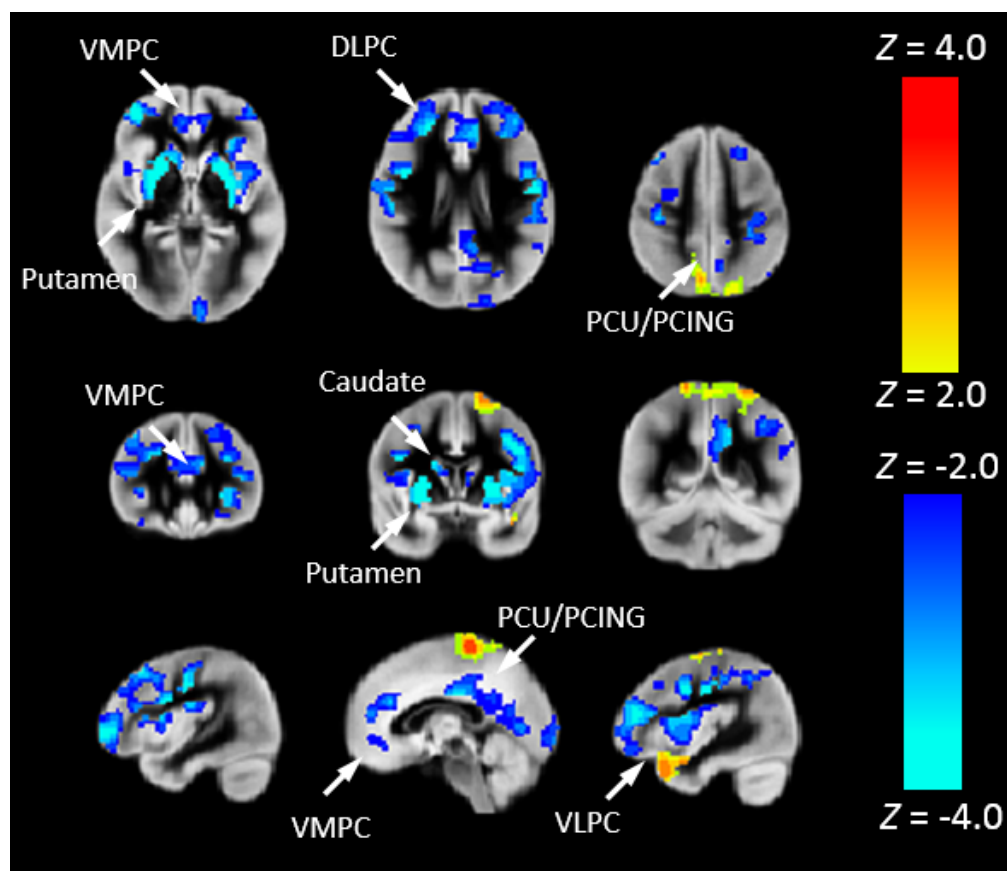 VMPC
DLPC
Z = 4.0
Putamen
PCU/PCING
VMPC
Caudate
Z = 2.0
Z = -2.0
Putamen
PCU/PCING
VMPC
VLPC
Z = -4.0